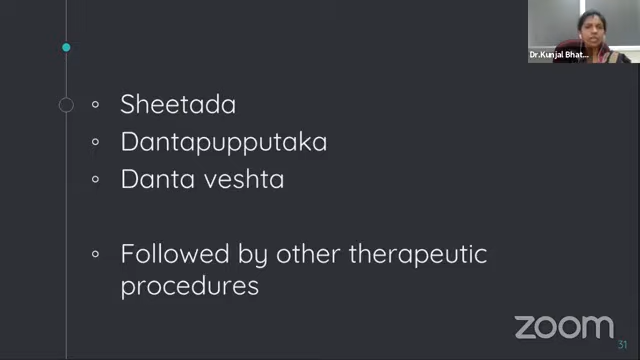 Dr.Kunjal Bhat...
Sheetada
Dantapupputaka
Danta veshta
Followed by other therapeutic
procedures
zoom
31